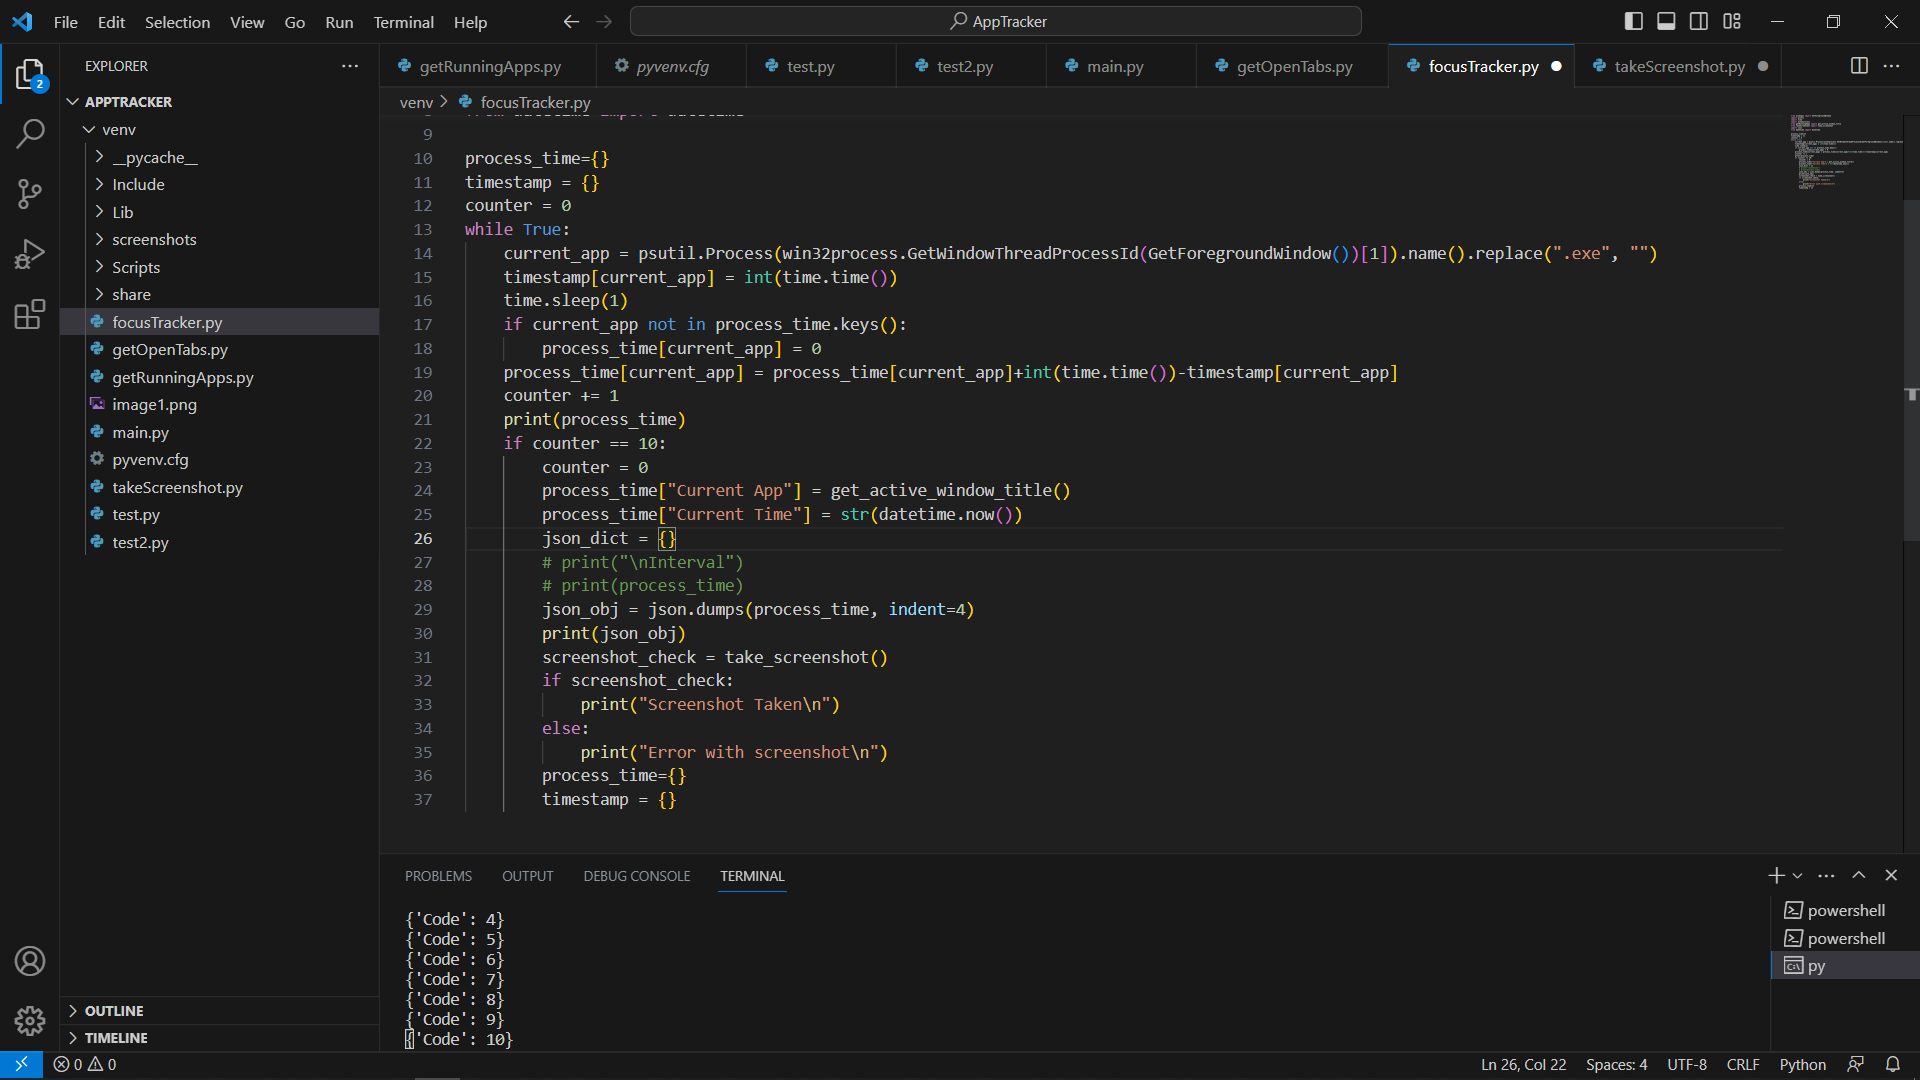 File Edit Selection View Go Run Terminal Help
AppTracker
EXPLORER
APPTRACKER
venv
__pycache__
Include
Lib
screenshots
Scripts
share
focusTracker.py
getOpenTabs.py
getRunningApps.py
image1.png
main.py
pyvenv.cfg
takeScreenshot.py
test.py
test2.py
OUTLINE
TIMELINE
2
getRunningApps.py pyvenv.cfg test.py test2.py main.py getOpenTabs.py focusTracker.py takeScreenshot.py
venv > focusTracker.py
9
10 process_time={}
11 timestamp = {}
12 counter = 0
13 while True:
14 current_app = psutil.Process(win32process.GetWindowThreadProcessId(GetForegroundWindow())[1]).name().replace(".exe", "")
15 timestamp[current_app] = int(time.time())
16 time.sleep(1)
17 if current_app not in process_time.keys():
18 process_time[current_app] = 0
19 process_time[current_app] = process_time[current_app]+int(time.time())-timestamp[current_app]
20 counter += 1
21 print(process_time)
22 if counter == 10:
23 counter = 0
24 process_time["Current App"] = get_active_window_title()
25 process_time["Current Time"] = str(datetime.now())
26 json_dict = {}
27 # print("\nInterval")
28 # print(process_time)
29 json_obj = json.dumps(process_time, indent=4)
30 print(json_obj)
31 screenshot_check = take_screenshot()
32 if screenshot_check:
33 print("Screenshot Taken\n")
34 else:
35 print("Error with screenshot\n")
36 process_time={}
37 timestamp = {}
PROBLEMS OUTPUT DEBUG CONSOLE TERMINAL
{'Code': 4}
{'Code': 5}
{'Code': 6}
{'Code': 7}
{'Code': 8}
{'Code': 9}
{'Code': 10}
powershell
powershell
py
0 0
Ln 26, Col 22 Spaces: 4 UTF-8 CRLF Python